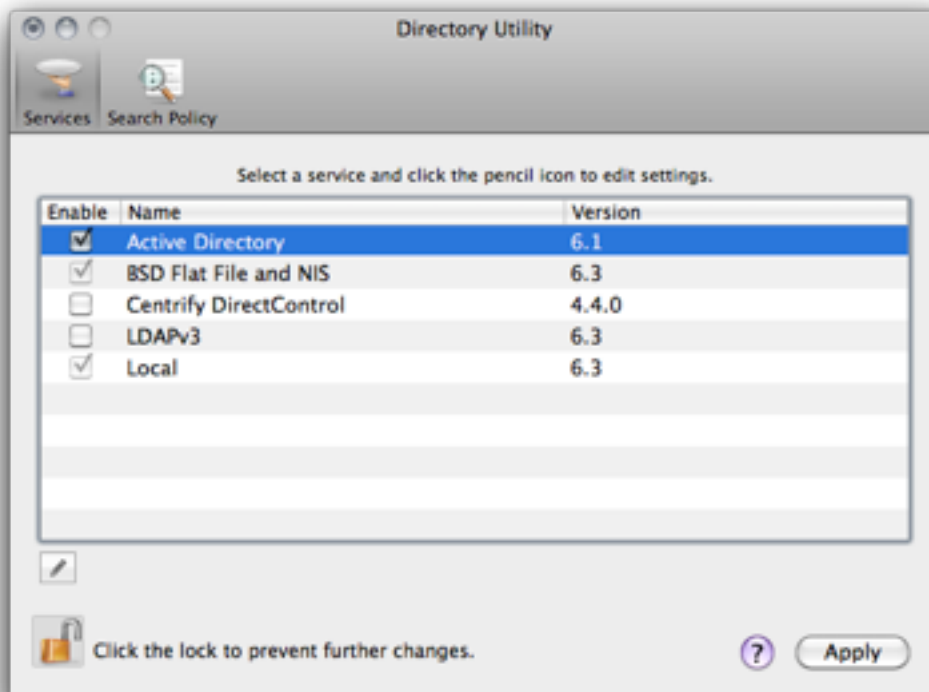 Directory Utility
Services Search Policy
Select a service and click the pencil icon to edit settings.
Enable Name Version
Active Directory 6.1
BSD Flat File and NIS 6.3
Centrify DirectControl 4.4.0
LDAPv3 6.3
Local 6.3
Click the lock to prevent further changes. ? Apply